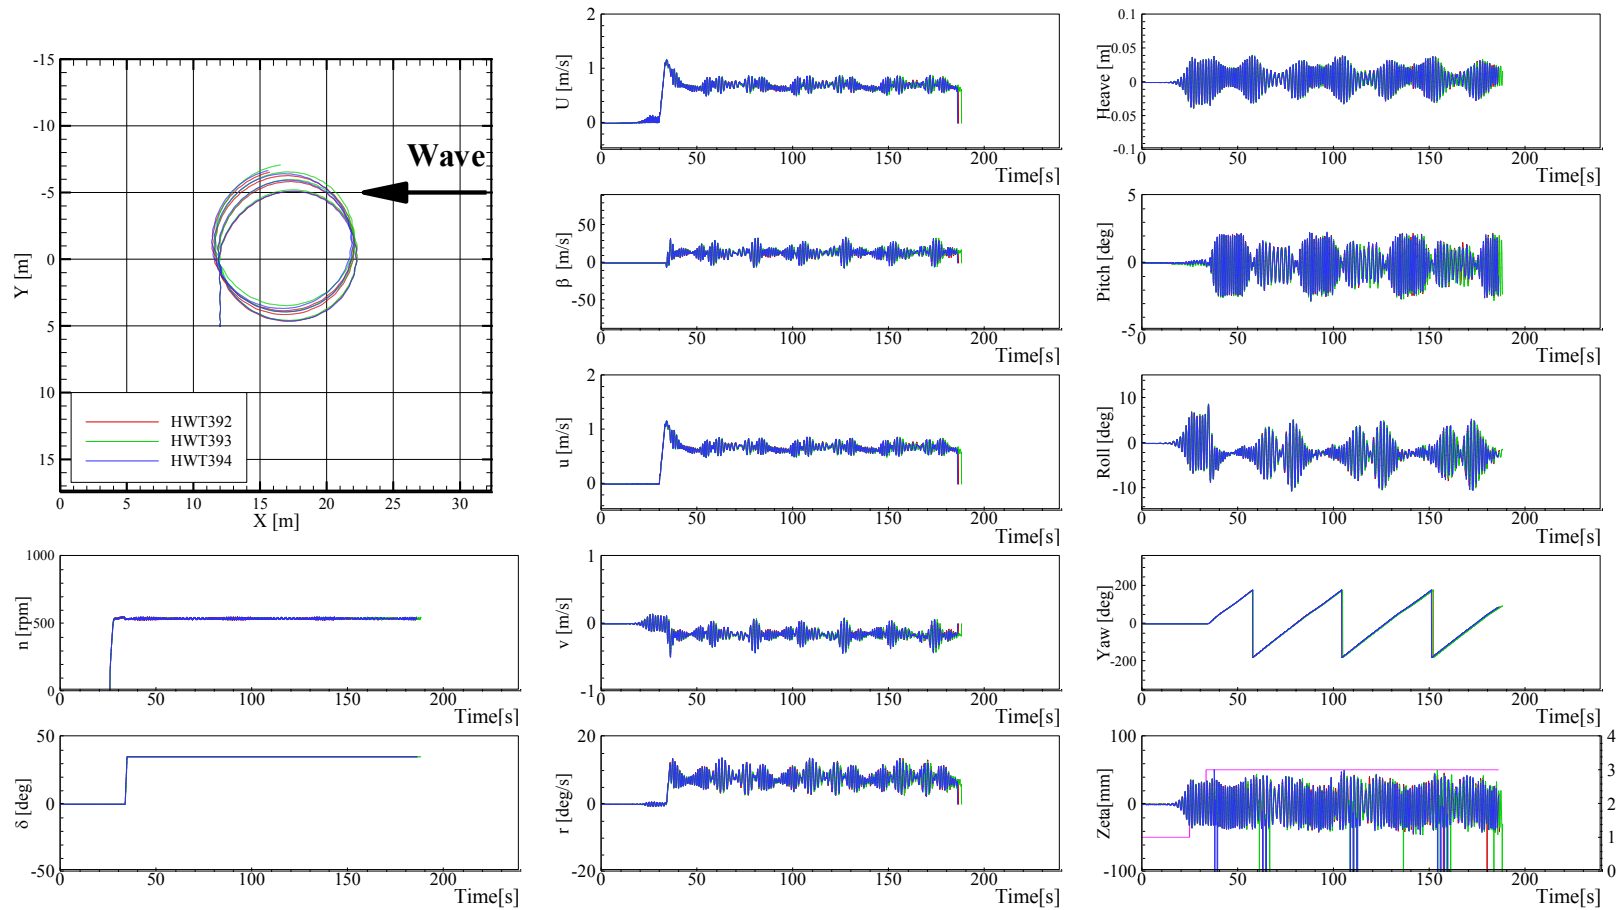 -15
-10
-5
0
5
10
15
Y [m]
Wave
HWT392
HWT393
HWT394
0 5 10 15 20 25 30
X [m]
1000
500
0
n [rpm]
0 50 100 150 200
Time[s]
50
0
-50
δ [deg]
0 50 100 150 200
Time[s]
2
1
0
U [m/s]
0 50 100 150 200
Time[s]
50
0
-50
β [m/s]
0 50 100 150 200
Time[s]
2
1
0
u [m/s]
0 50 100 150 200
Time[s]
1
0
-1
v [m/s]
0 50 100 150 200
Time[s]
20
0
-20
r [deg/s]
0 50 100 150 200
Time[s]
0.1
0.05
0
-0.05
-0.1
Heave [m]
0 50 100 150 200
Time[s]
5
0
-5
Pitch [deg]
0 50 100 150 200
Time[s]
10
0
-10
Roll [deg]
0 50 100 150 200
Time[s]
200
0
-200
Yaw [deg]
0 50 100 150 200
Time[s]
100
0
-100
Zeta[mm]
4
3
2
1
0
0 50 100 150 200
Time[s]